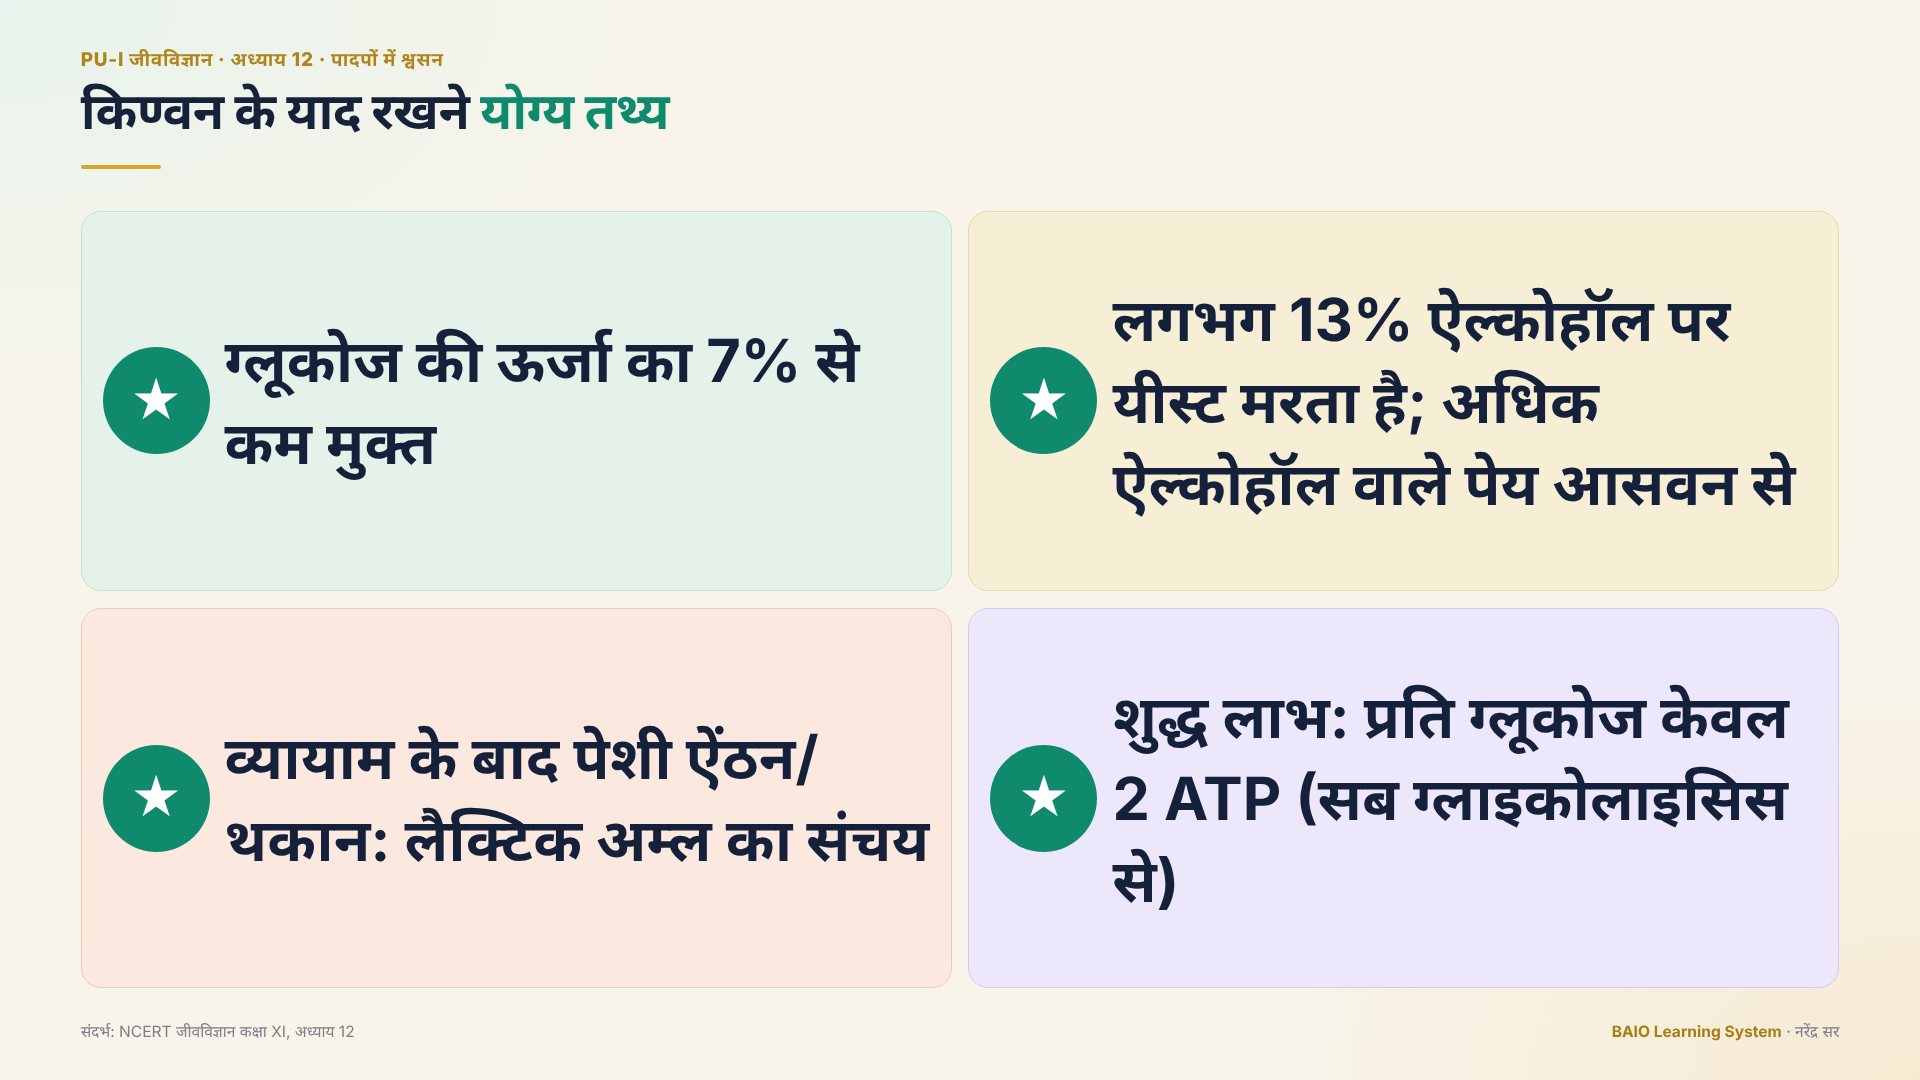 PU-I जीवविज्ञान · अध्याय 12 · पादपों में श्वसन
किण्वन के याद रखने योग्य तथ्य
ग्लूकोज की ऊर्जा का 7% से
कम मुक्त
लगभग 13% ऐल्कोहॉल पर
यीस्ट मरता है; अधिक
ऐल्कोहॉल वाले पेय आसवन से
व्यायाम के बाद पेशी ऐंठन/
थकान: लैक्टिक अम्ल का संचय
शुद्ध लाभ: प्रति ग्लूकोज केवल
2 ATP (सब ग्लाइकोलाइसिस
से)
संदर्भ: NCERT जीवविज्ञान कक्षा XI, अध्याय 12
BAIO Learning System · नरेंद्र सर